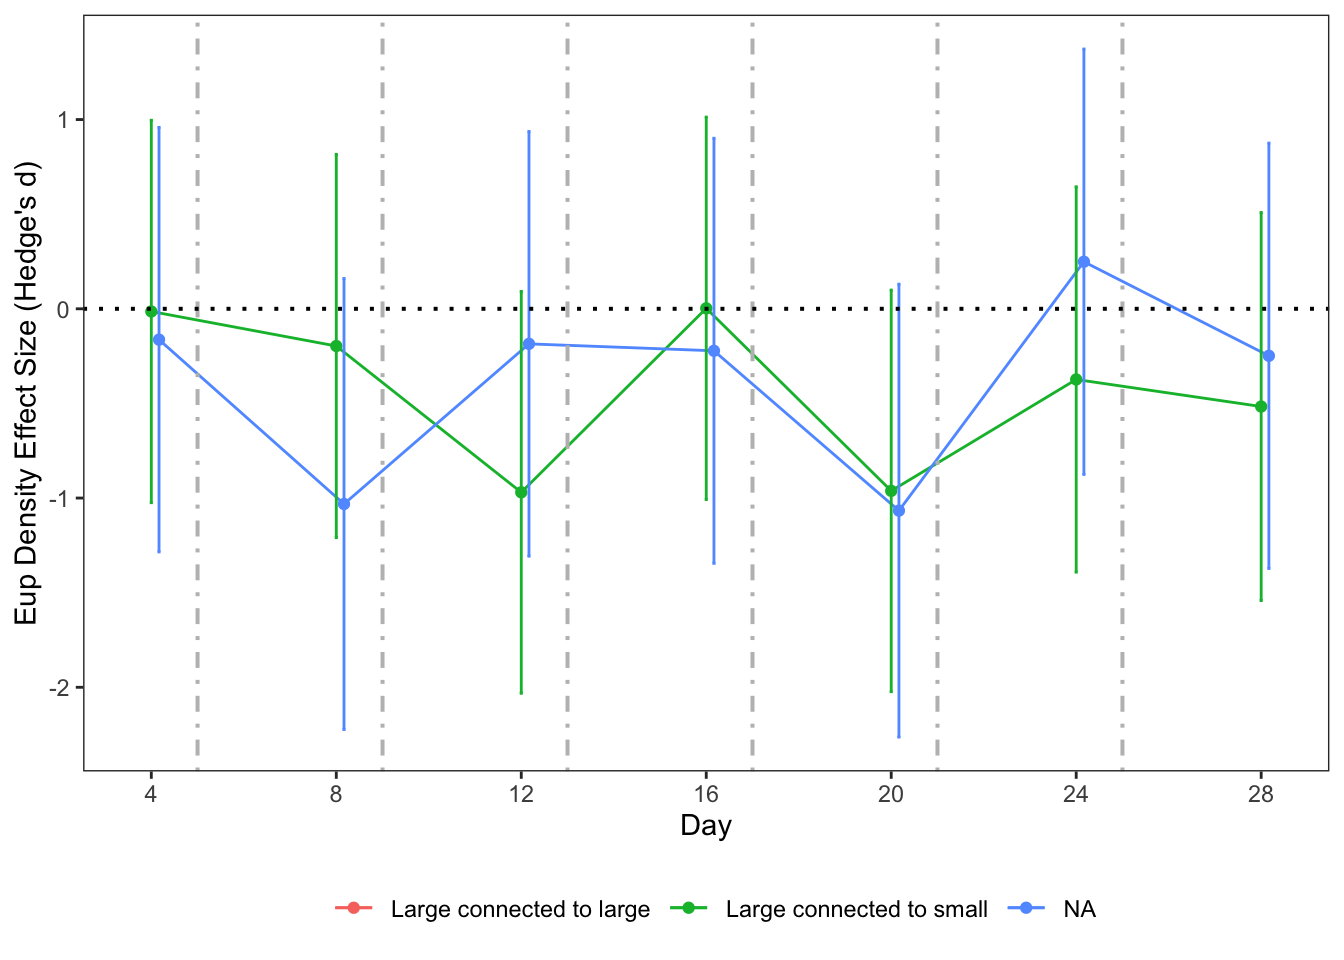 Eup Density Effect Size (Hedge's d)
1
0
-1
-2
4 8 12 16 20 24 28
Day
Large connected to large Large connected to small NA